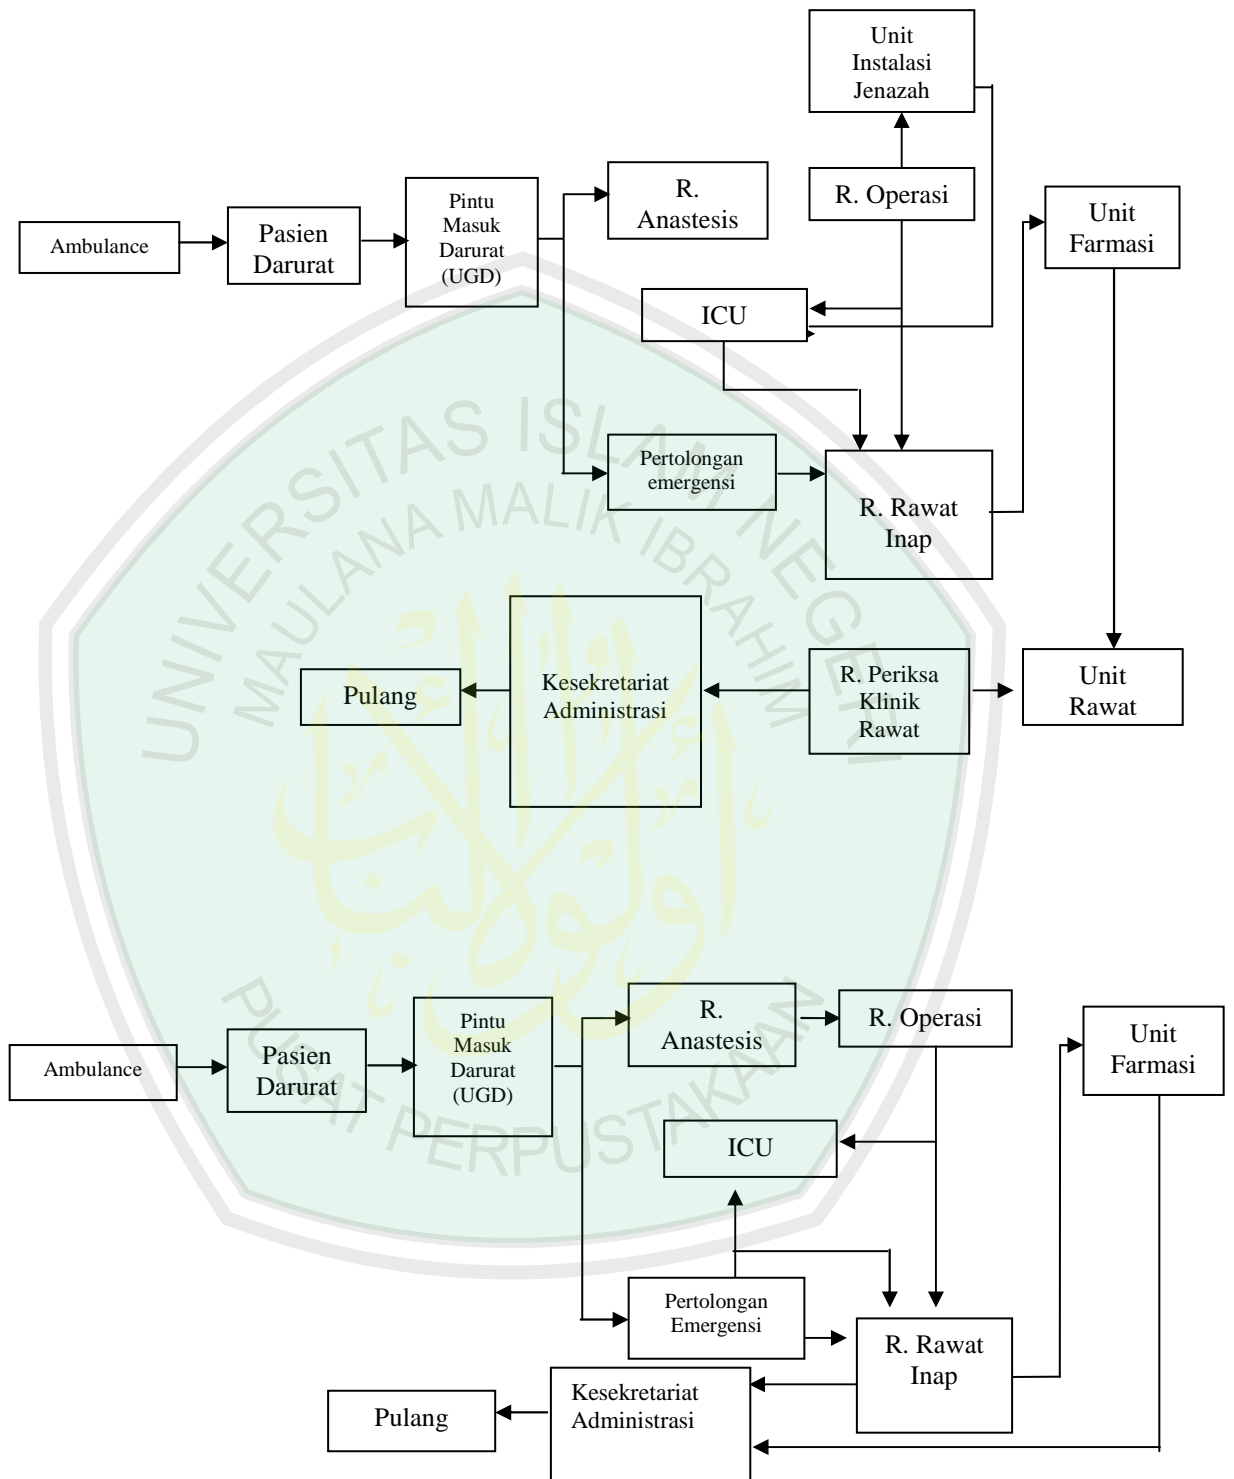 Unit
Instalasi
Jenazah
R.
Anastesis
R. Operasi
Unit
Farmasi
Pintu
Masuk
Darurat
(UGD)
Pasien
Darurat
Ambulance
ICU
Pertolongan
emergensi
R. Rawat
Inap
Pulang
Kesekretariat
Administrasi
R. Periksa
Klinik
Rawat
Unit
Rawat
UNIVERSITAS ISLAM NEGERI
MAULANA MALIK IBRAHIM
PUSAT PERPUSTAKAAN
Ambulance
Pasien
Darurat
Pintu
Masuk
Darurat
(UGD)
R.
Anastesis
R. Operasi
Unit
Farmasi
ICU
Pertolongan
Emergensi
R. Rawat
Inap
Pulang
Kesekretariat
Administrasi